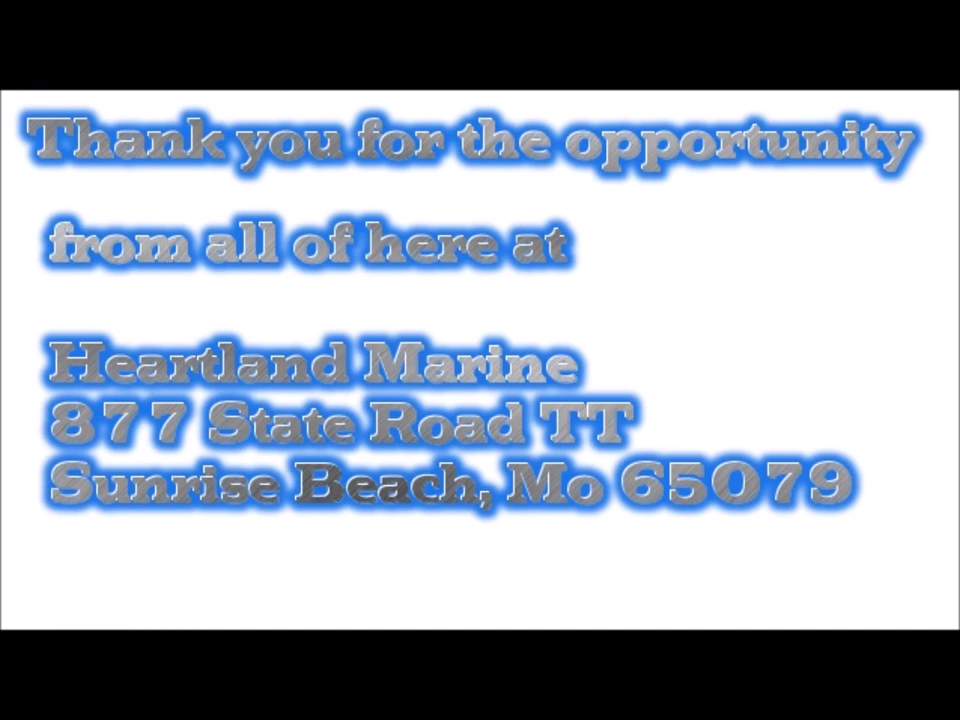 Thank you for the opportunity
from all of here at
Heartland Marine
877 State Road TT
Sunrise Beach, Mo 65079